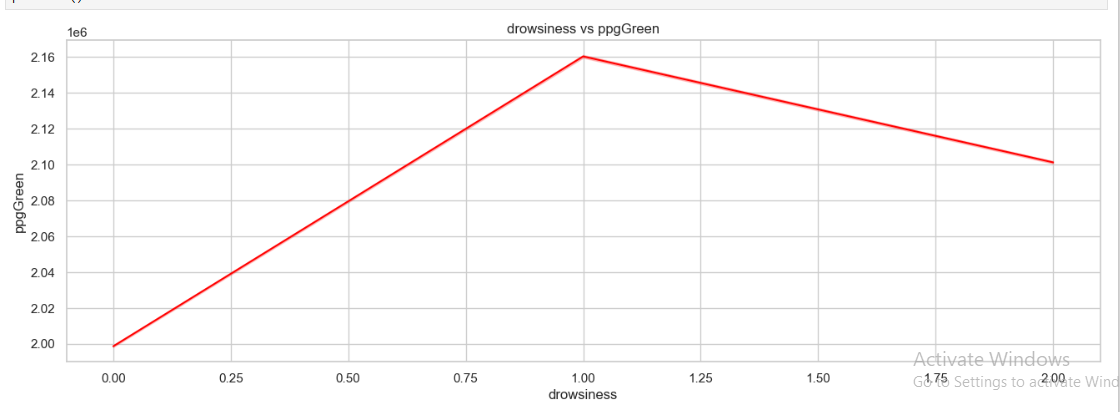 drowsiness vs ppgGreen
1e6
2.16
2.14
2.12
2.10
2.08
2.06
2.04
2.02
2.00
ppgGreen
0.00 0.25 0.50 0.75 1.00 1.25 1.50 1.75 2.00
drowsiness
Activate Windows
Go to Settings to activate Wind